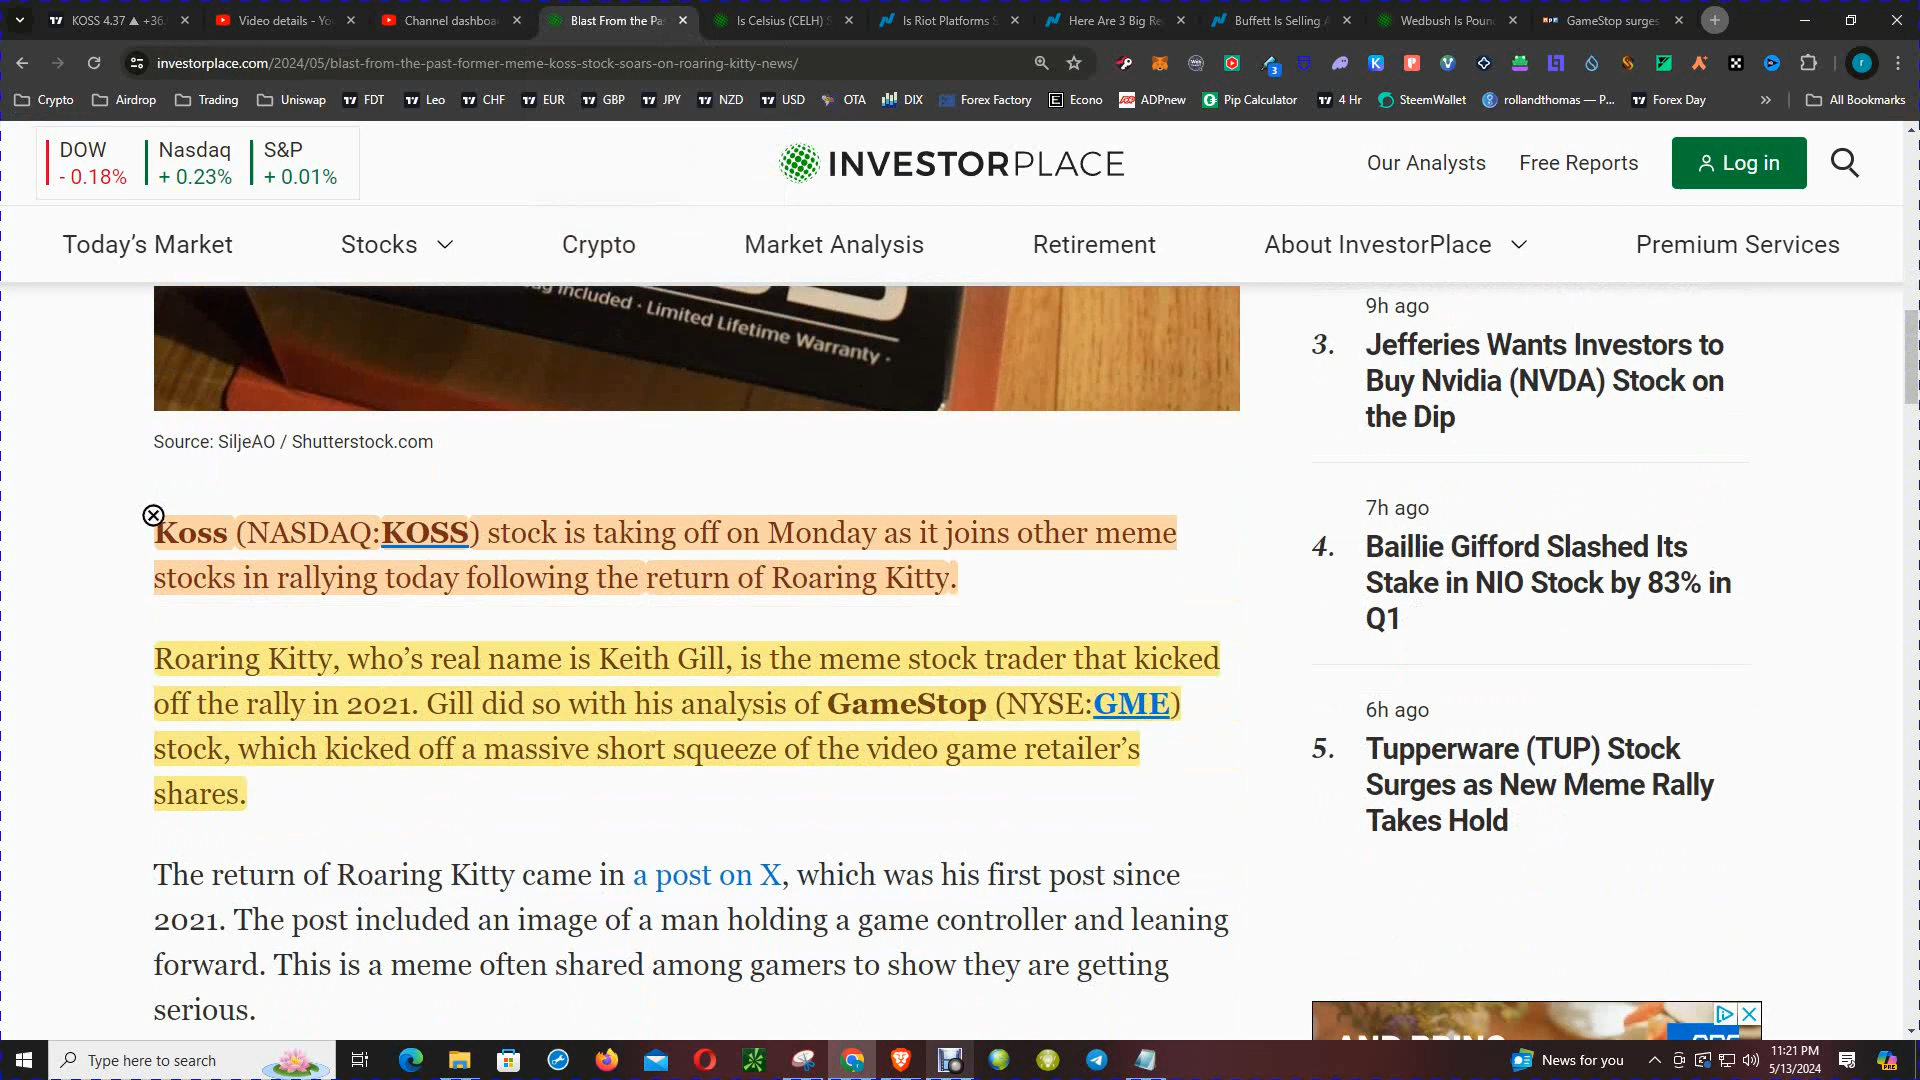 KOSS 4.37 ▲ +36.
Video details - Yo
Channel dashboa
Blast From the Pa
Is Celsius (CELH) S
Is Riot Platforms S
Here Are 3 Big Re
Buffett Is Selling A
Wedbush Is Poun
GameStop surges
investorplace.com/2024/05/blast-from-the-past-former-meme-koss-stock-soars-on-roaring-kitty-news/
Crypto
Airdrop
Trading
Uniswap
FDT
Leo
CHF
EUR
GBP
JPY
NZD
USD
OTA
DIX
Forex Factory
Econo
ADPnew
Pip Calculator
4 Hr
SteemWallet
rollandthomas — P...
Forex Day
All Bookmarks
DOW
- 0.18%
Nasdaq
+ 0.23%
S&P
+ 0.01%
INVESTORPLACE
Our Analysts
Free Reports
Log in
Today's Market
Stocks
Crypto
Market Analysis
Retirement
About InvestorPlace
Premium Services
Included · Limited Lifetime Warranty ·
Source: SiljeAO / Shutterstock.com
Koss (NASDAQ:KOSS) stock is taking off on Monday as it joins other meme
stocks in rallying today following the return of Roaring Kitty.
Roaring Kitty, who's real name is Keith Gill, is the meme stock trader that kicked
off the rally in 2021. Gill did so with his analysis of GameStop (NYSE:GME)
stock, which kicked off a massive short squeeze of the video game retailer's
shares.
The return of Roaring Kitty came in a post on X, which was his first post since
2021. The post included an image of a man holding a game controller and leaning
forward. This is a meme often shared among gamers to show they are getting
serious.
9h ago
3. Jefferies Wants Investors to
Buy Nvidia (NVDA) Stock on
the Dip
7h ago
4. Baillie Gifford Slashed Its
Stake in NIO Stock by 83% in
Q1
6h ago
5. Tupperware (TUP) Stock
Surges as New Meme Rally
Takes Hold
Type here to search
News for you
11:21 PM
5/13/2024